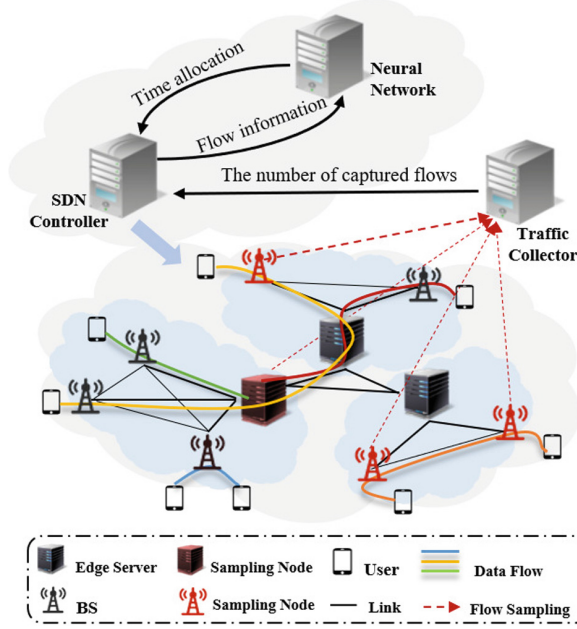 Time allocation
Neural
Network
Flow information
The number of captured flows
SDN
Controller
Traffic
Collector
Edge Server
Sampling Node
User
Data Flow
BS
Sampling Node
Link
Flow Sampling